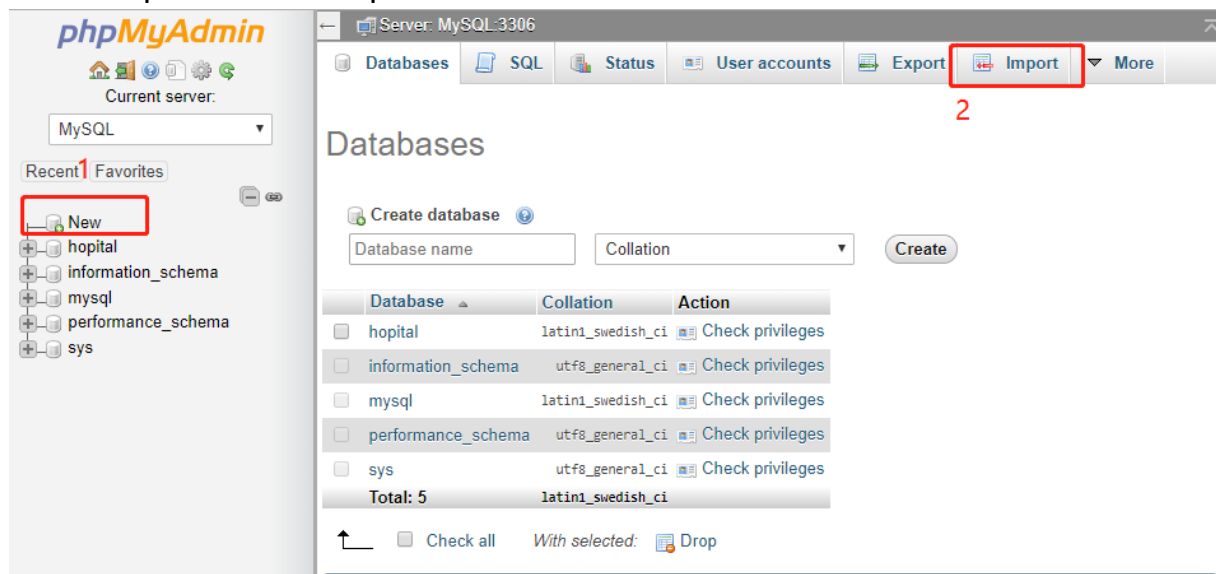 phpMyAdmin
Current server:
MySQL
Recent 1 Favorites
New
hopital
information_schema
mysql
performance_schema
sys
Server: MySQL:3306
Databases SQL Status User accounts Export Import More
2
Databases
Create database
Database name Collation Create
Database Collation Action
hopital latin1_swedish_ci Check privileges
information_schema utf8_general_ci Check privileges
mysql latin1_swedish_ci Check privileges
performance_schema utf8_general_ci Check privileges
sys utf8_general_ci Check privileges
Total: 5 latin1_swedish_ci
Check all With selected: Drop